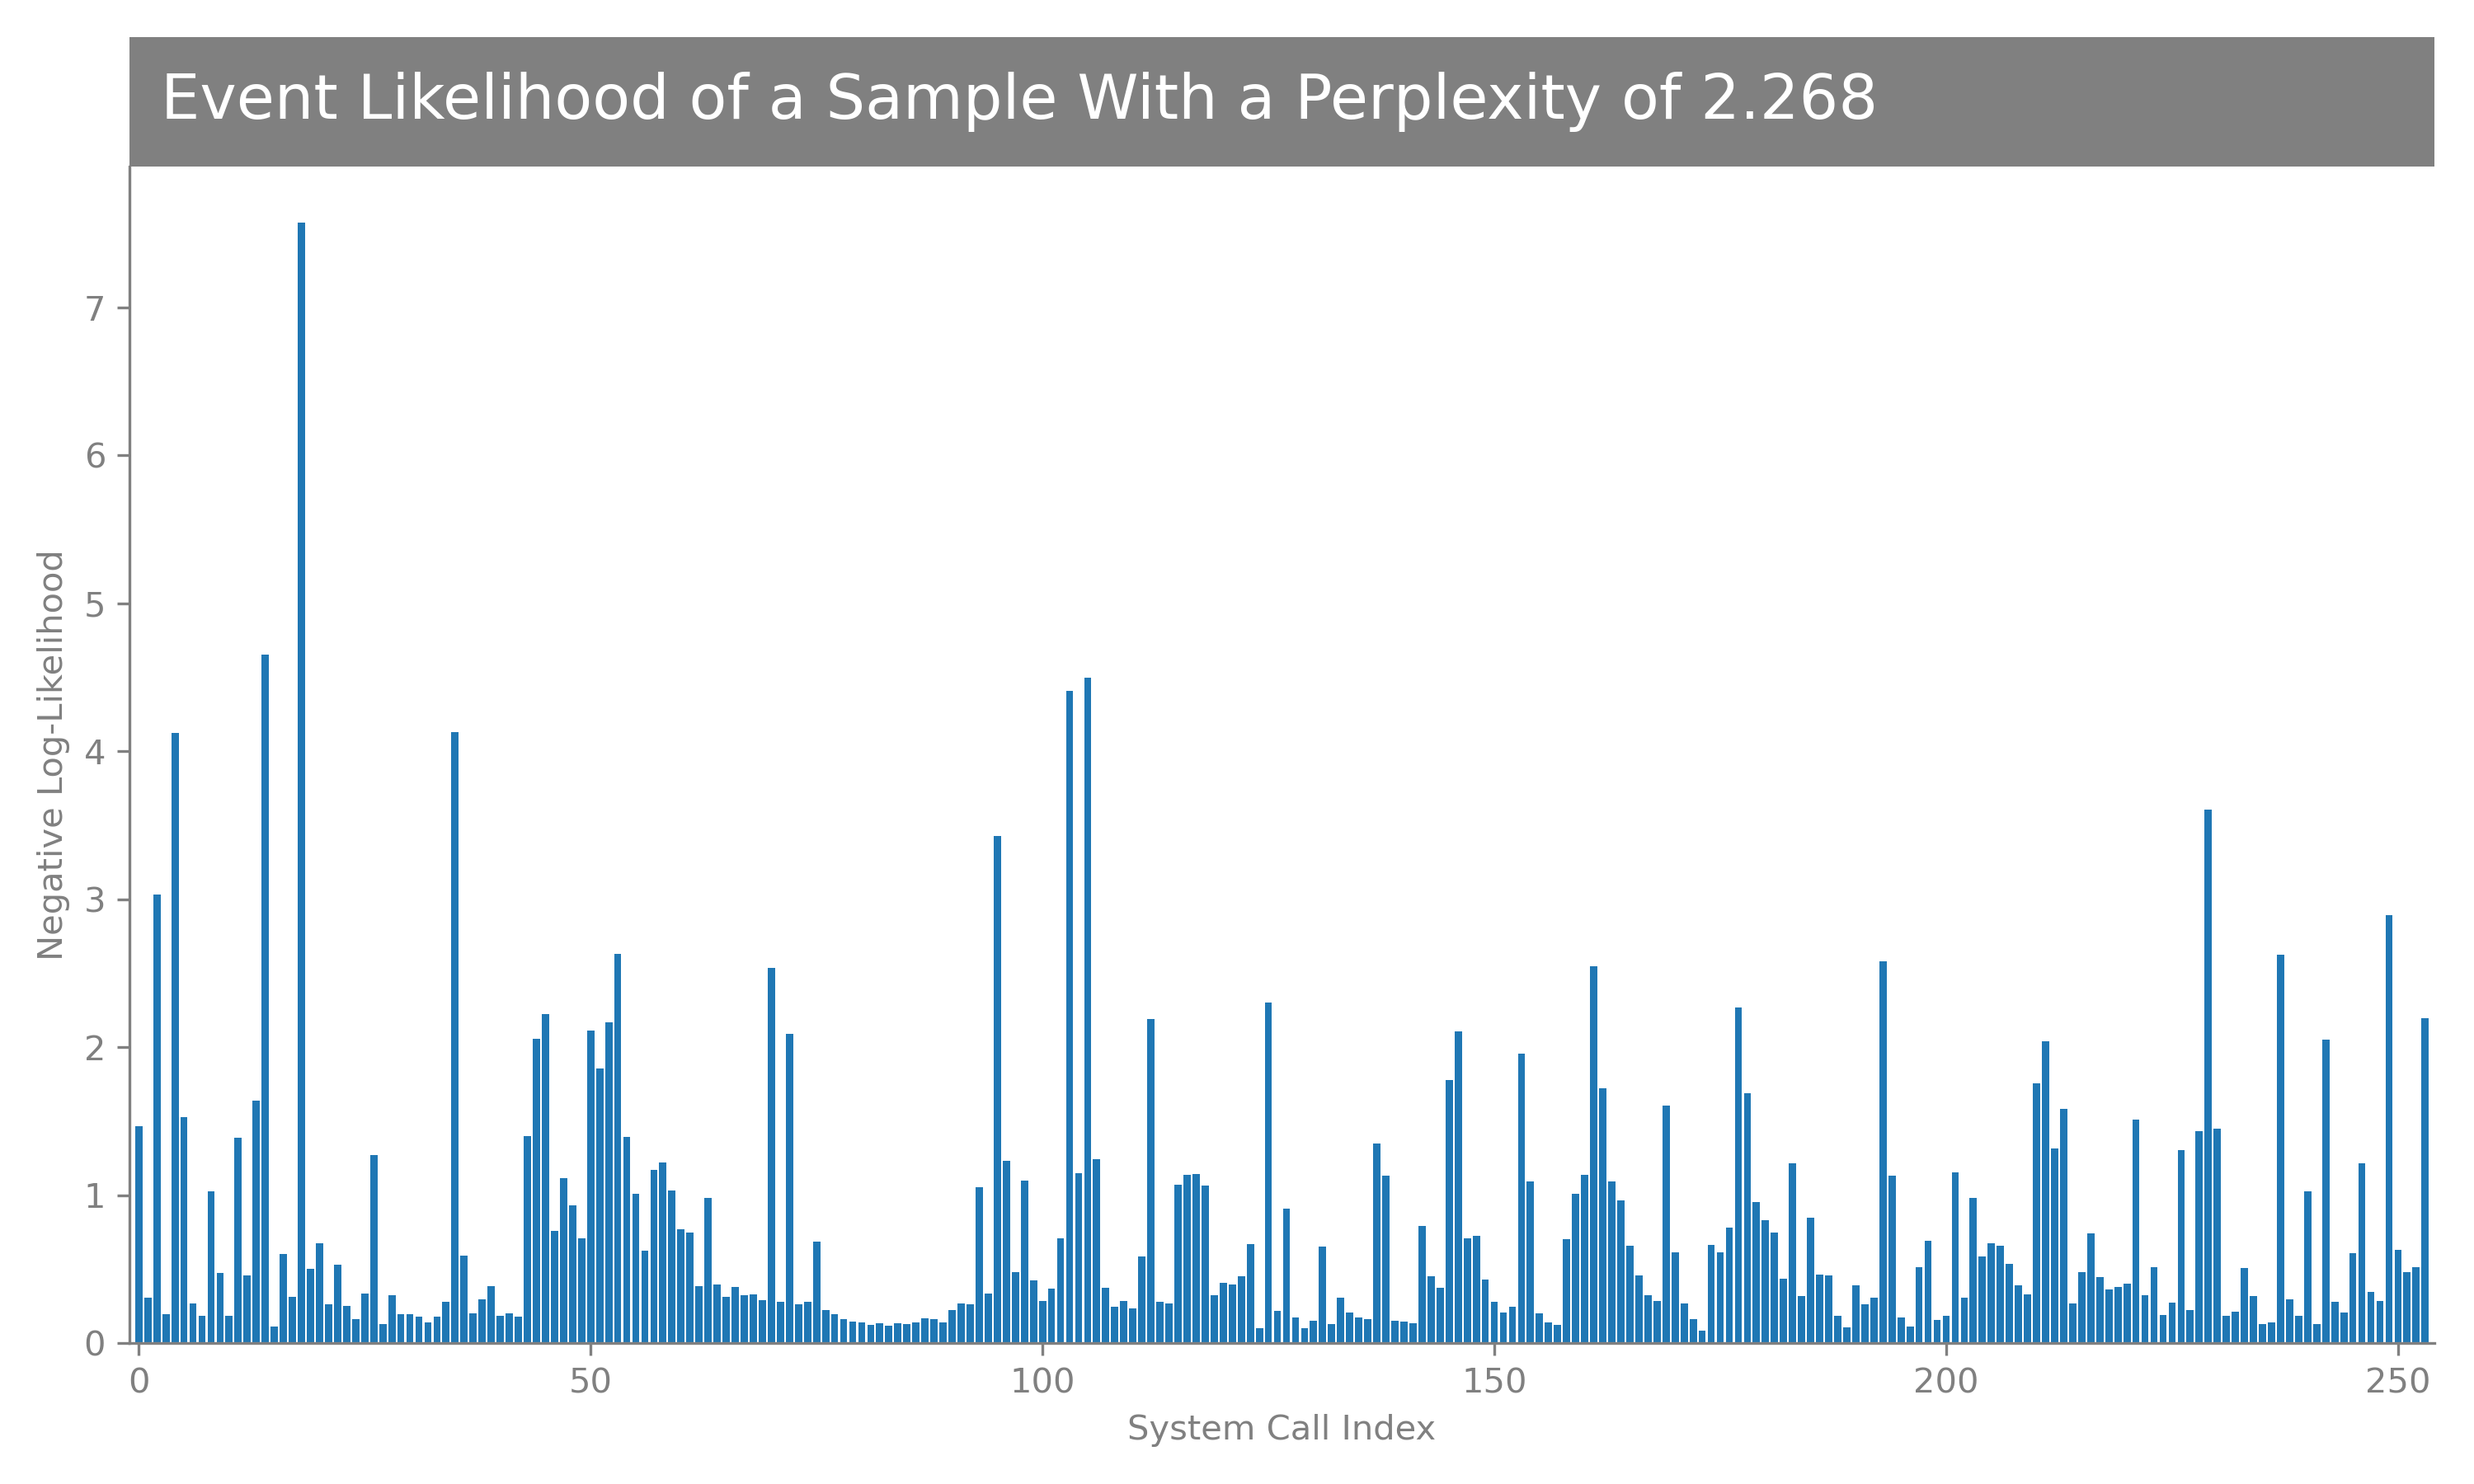 Event Likelihood of a Sample With a Perplexity of 2.268
7
6
5
4
3
2
1
0
Negative Log-Likelihood
0 50 100 150 200 250
System Call Index